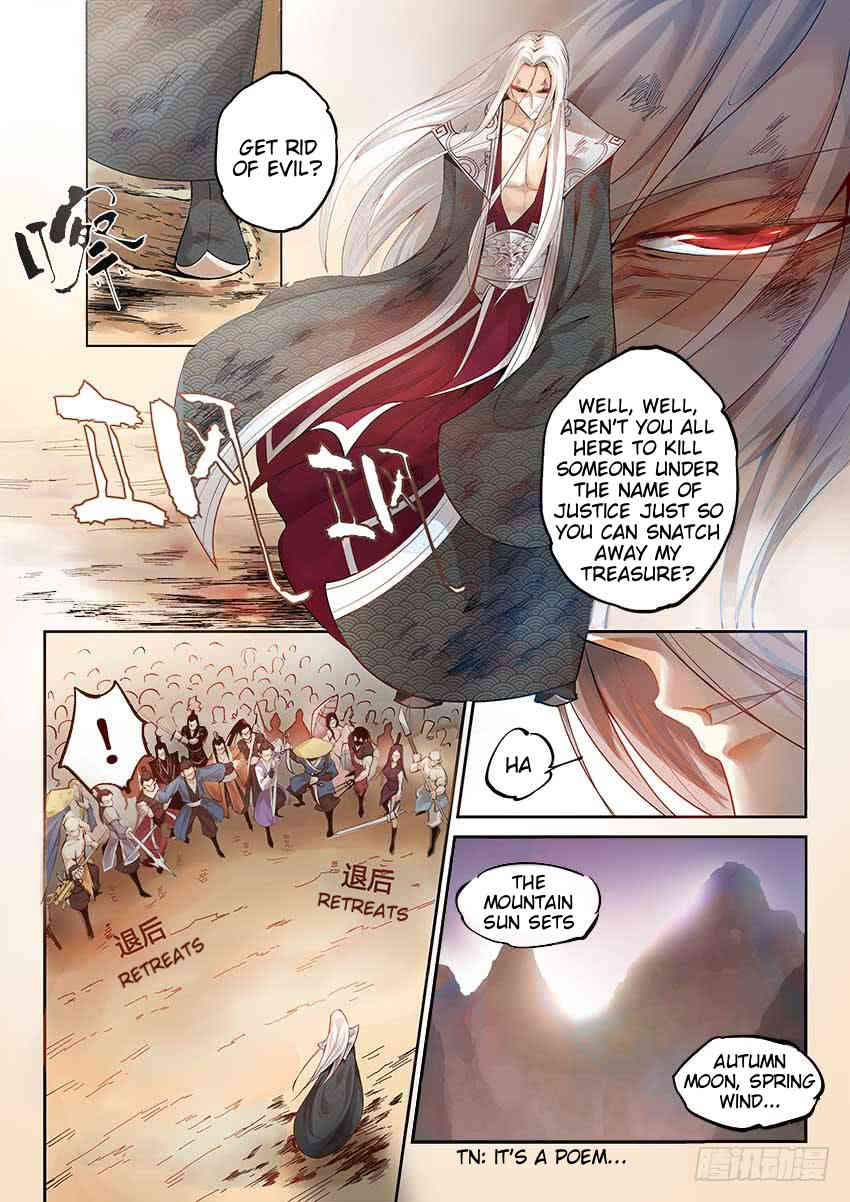 GET RID
OF EVIL?
WELL, WELL,
AREN'T YOU ALL
HERE TO KILL
SOMEONE UNDER
THE NAME OF
JUSTICE JUST SO
YOU CAN SNATCH
AWAY MY
TREASURE?
!
HA
退后
RETREATS
退后
RETREATS
THE
MOUNTAIN
SUN SETS
AUTUMN
MOON, SPRING
WIND...
TN: IT'S A POEM...
腾讯动漫